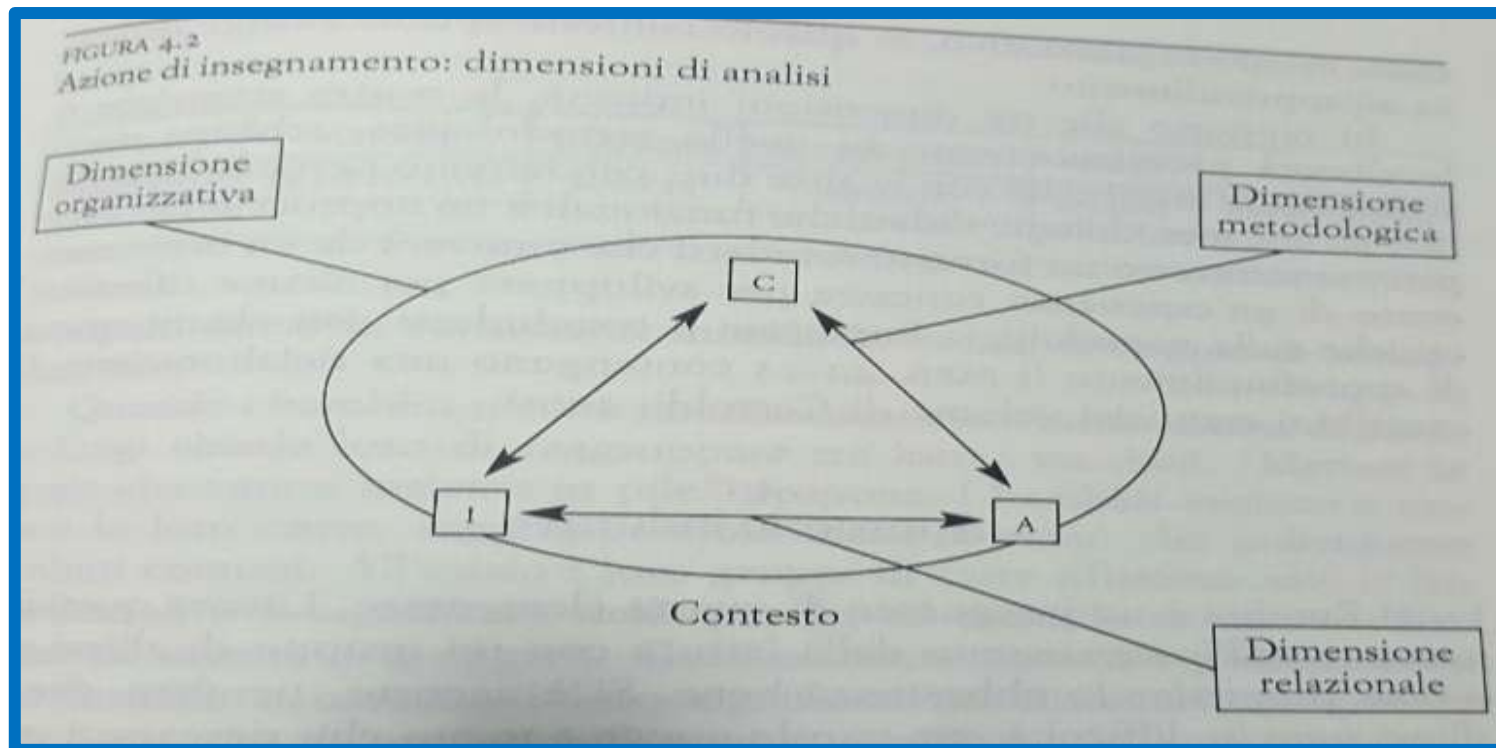 FIGURA 4.2
Azione di insegnamento: dimensioni di analisi
Dimensione
organizzativa
Dimensione
metodologica
C
I
A
Contesto
Dimensione
relazionale